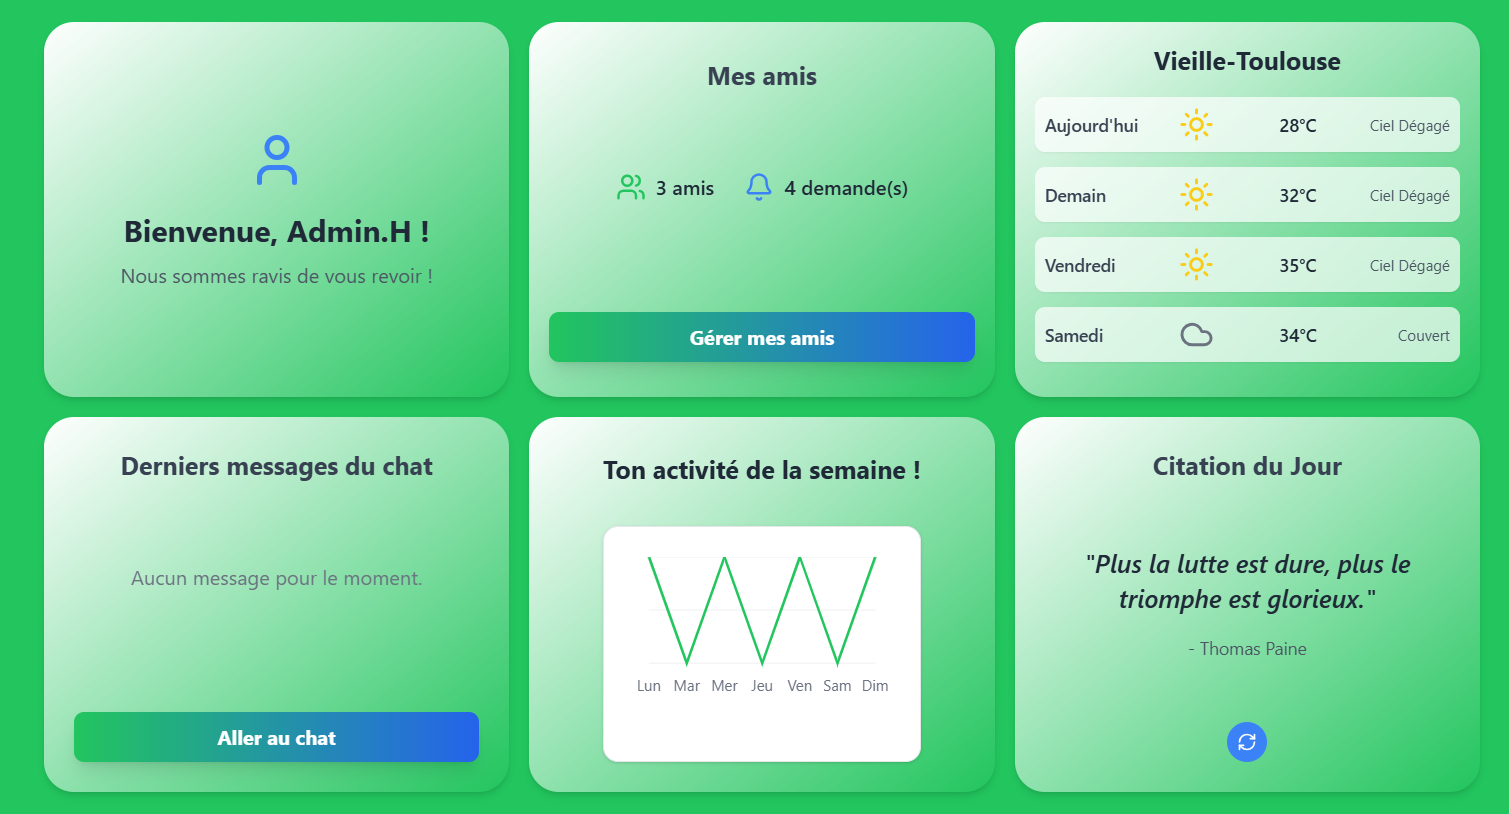 Bienvenue, Admin.H !
Nous sommes ravis de vous revoir !
Mes amis
3 amis
4 demande(s)
Gérer mes amis
Vieille-Toulouse
Aujourd'hui 28°C Ciel Dégagé
Demain 32°C Ciel Dégagé
Vendredi 35°C Ciel Dégagé
Samedi 34°C Couvert
Derniers messages du chat
Aucun message pour le moment.
Aller au chat
Ton activité de la semaine !
Lun Mar Mer Jeu Ven Sam Dim
Citation du Jour
"Plus la lutte est dure, plus le
triomphe est glorieux."
- Thomas Paine